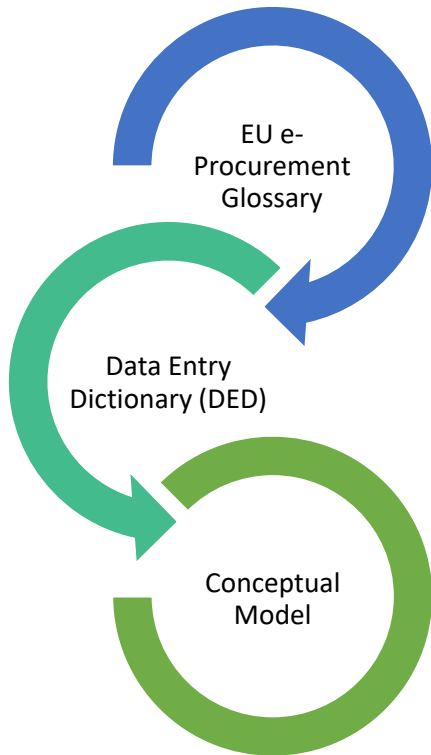 EU e-
Procurement
Glossary
Data Entry
Dictionary (DED)
Conceptual
Model